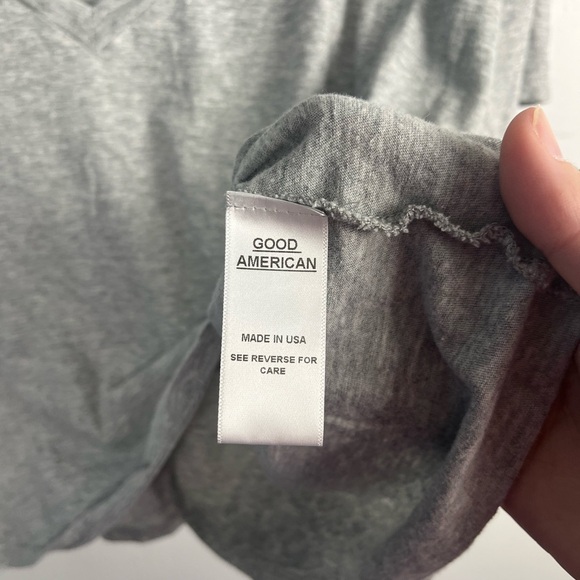 GOOD
AMERICAN
MADE IN USA
SEE REVERSE FOR
CARE